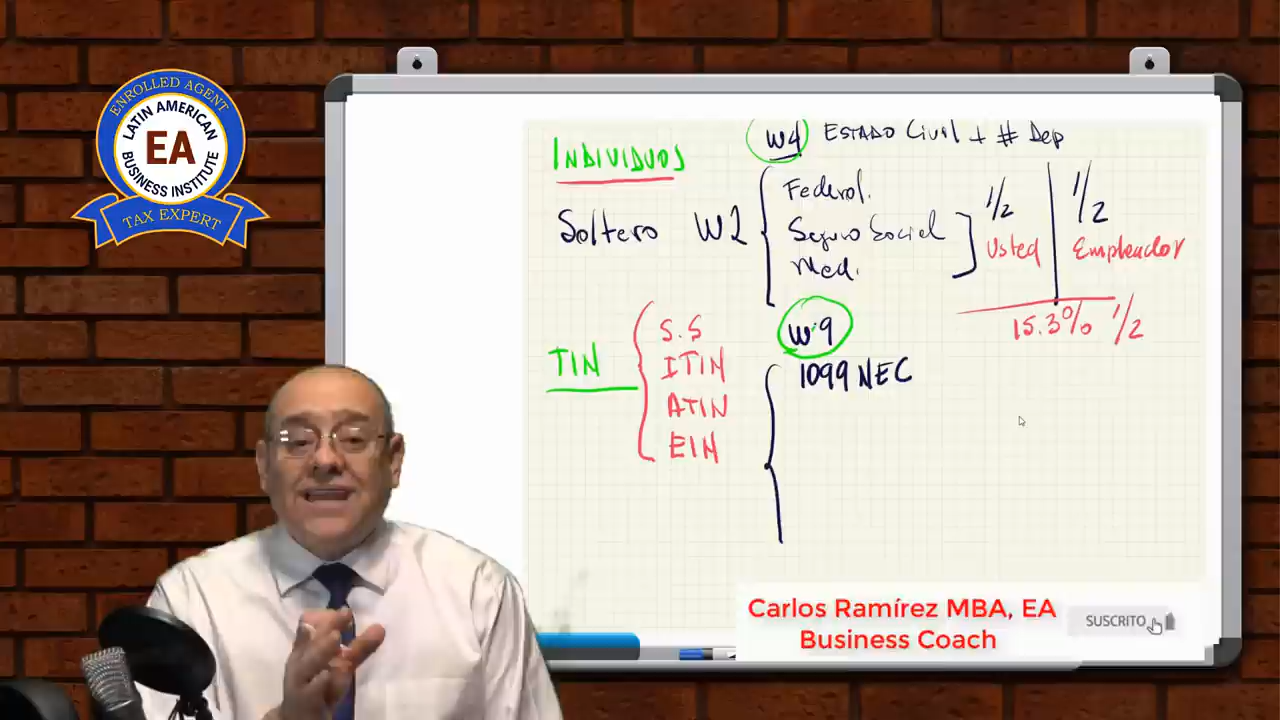 ENROLLED AGENT
LATIN AMERICAN
EA
BUSINESS INSTITUTE
TAX EXPERT
INDIVIDUOS
W4 ESTADO Civil + # Dep
Soltero W2
Federal.
Seguro Social
Med.
1/2
Usted
1/2
Empleador
15.3% 1/2
TIN
S.S
ITIN
ATIN
EIN
W-9
1099 NEC
Carlos Ramírez MBA, EA
Business Coach
SUSCRITO